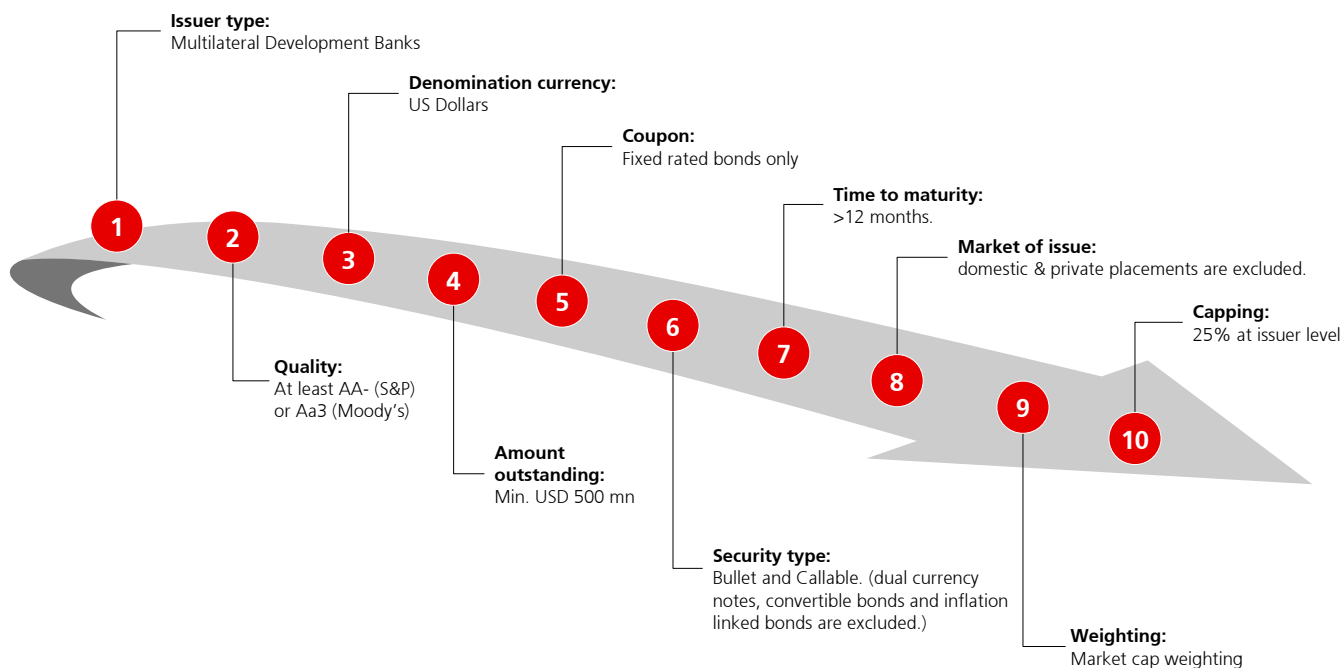 Issuer type:
Multilateral Development Banks
1
Quality:
At least AA- (S&P)
or Aa3 (Moody's)
2
Denomination currency:
US Dollars
3
Amount
outstanding:
Min. USD 500 mn
4
Coupon:
Fixed rated bonds only
5
Security type:
Bullet and Callable. (dual currency
notes, convertible bonds and inflation
linked bonds are excluded.)
6
Time to maturity:
>12 months.
7
Market of issue:
domestic & private placements are excluded.
8
Weighting:
Market cap weighting
9
Capping:
25% at issuer level
10